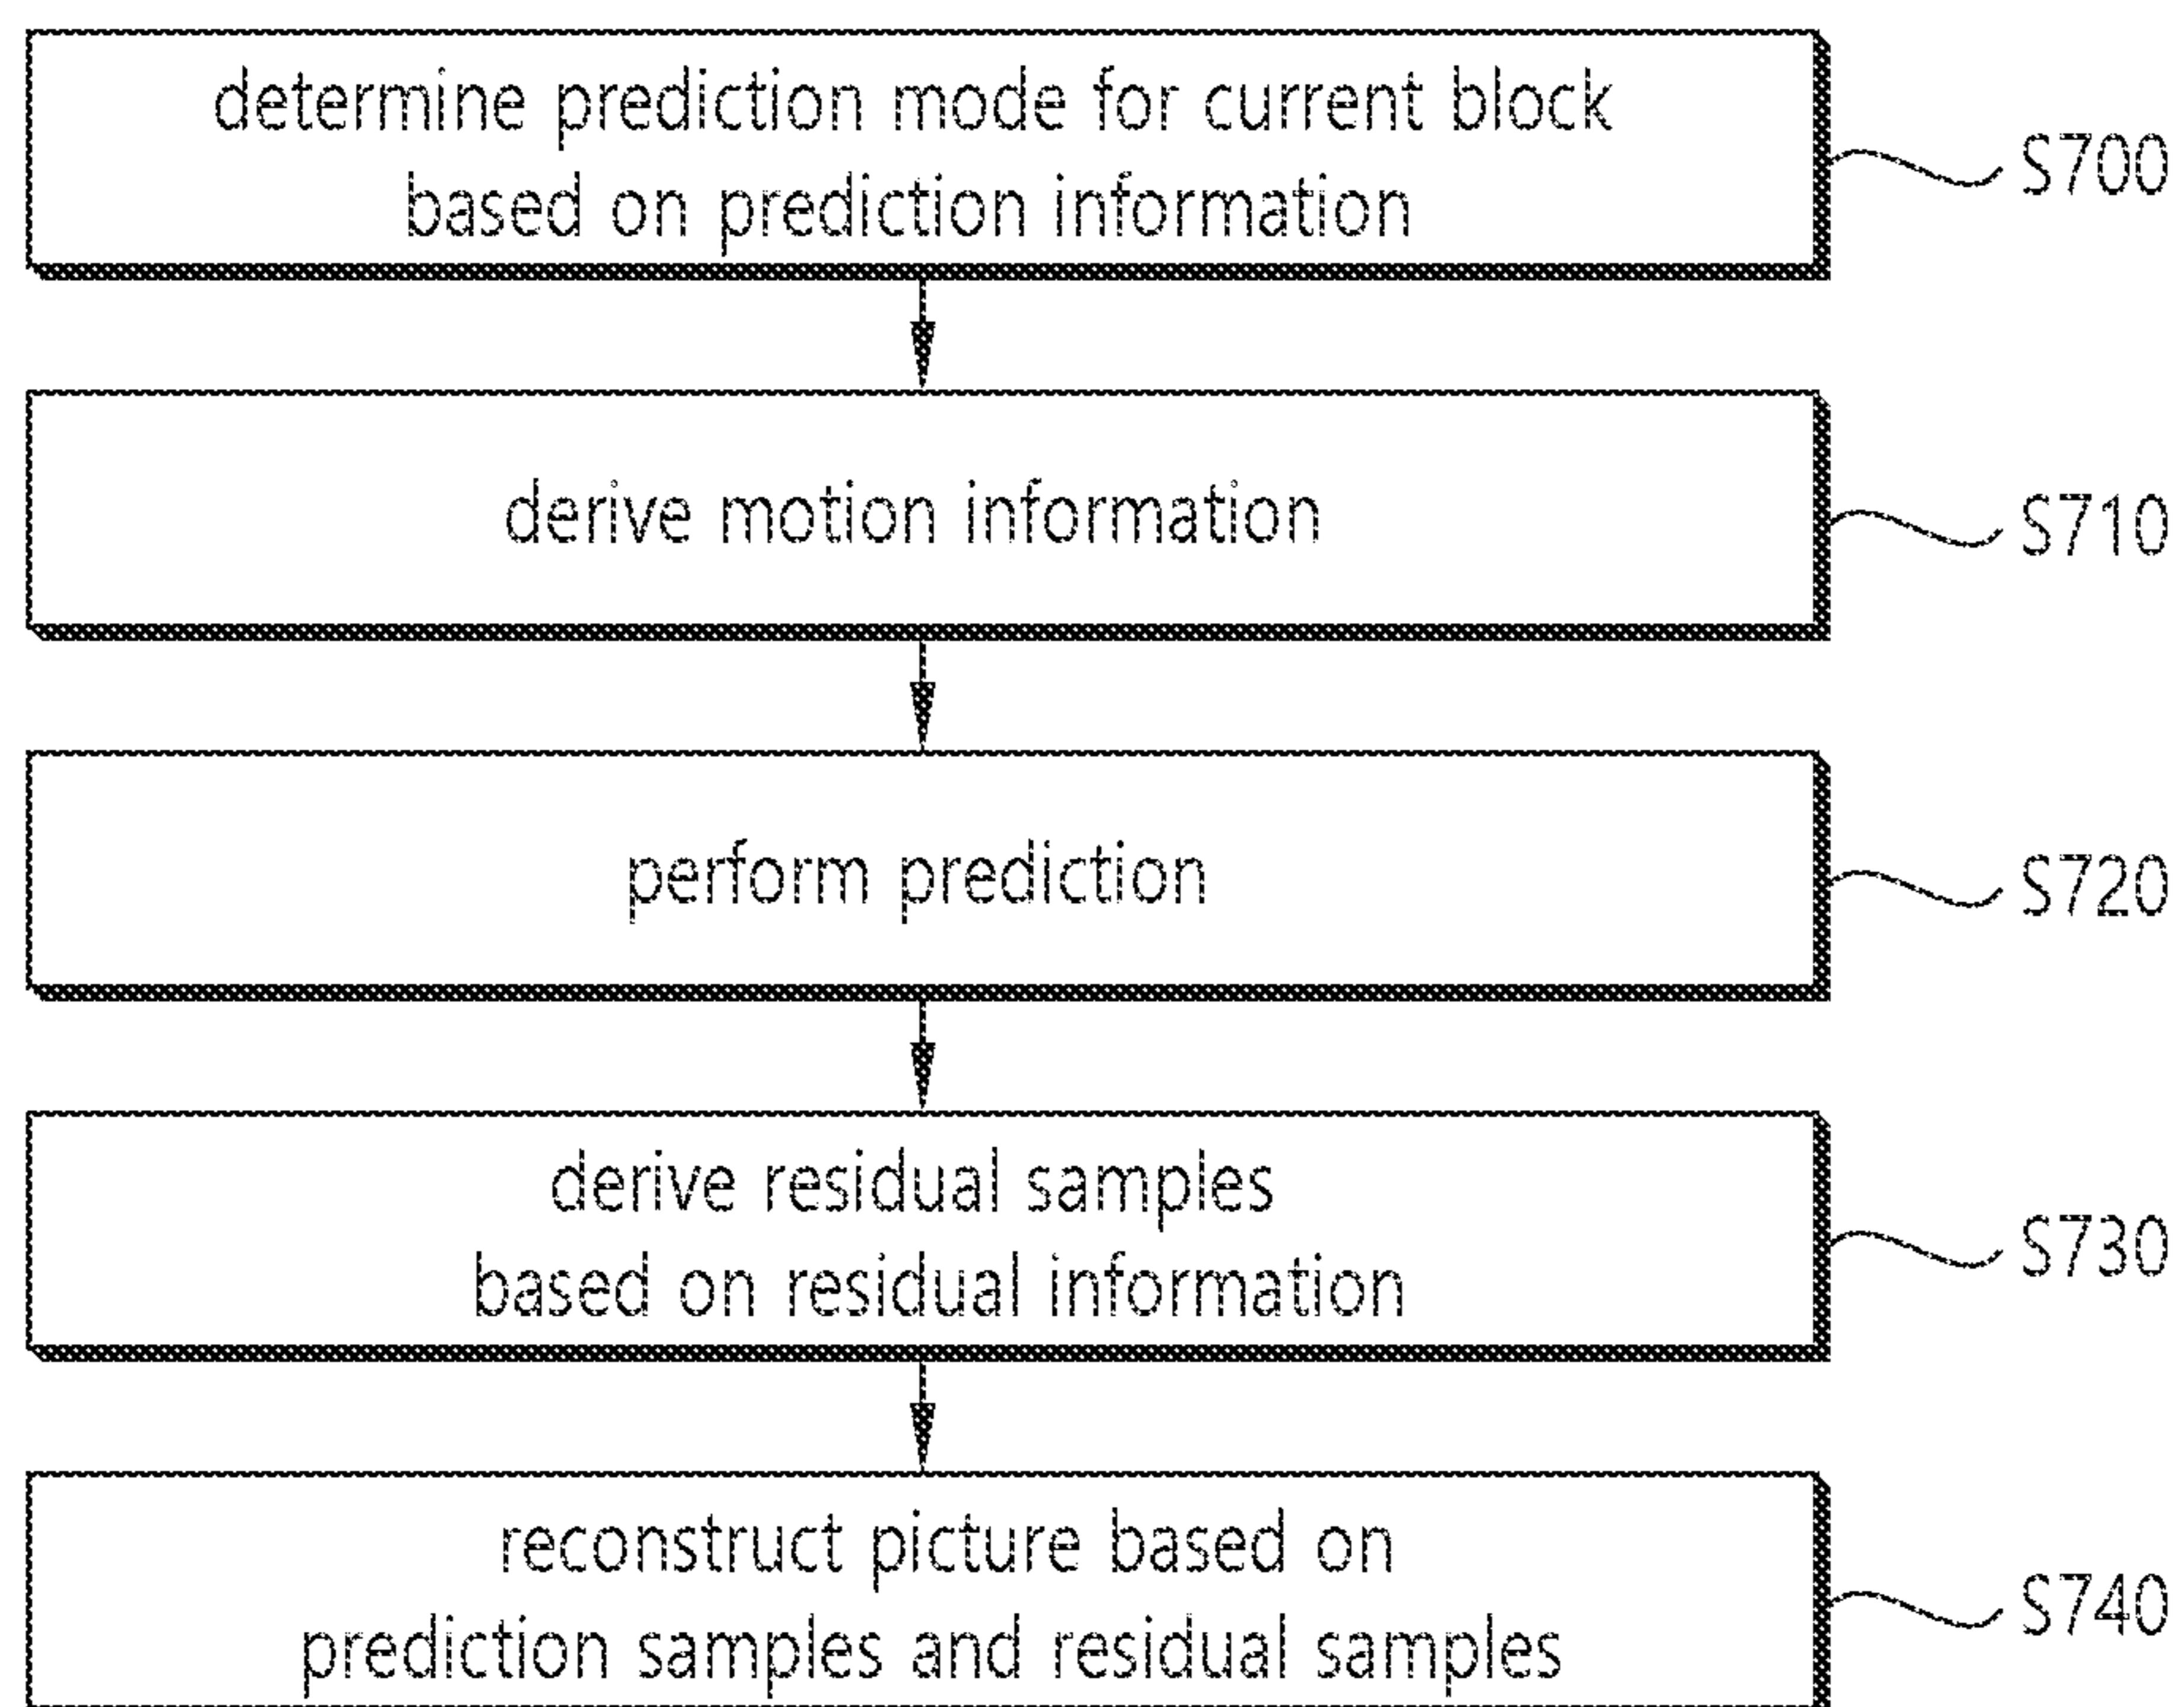 determine prediction mode for current block
based on prediction information
S700
derive motion information
S710
perform prediction
S720
derive residual samples
based on residual information
S730
reconstruct picture based on
prediction samples and residual samples
S740